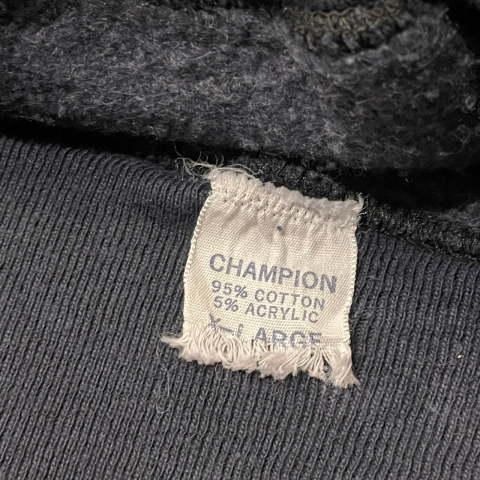 CHAMPION
95% COTTON
5% ACRYLIC
X-LARGE